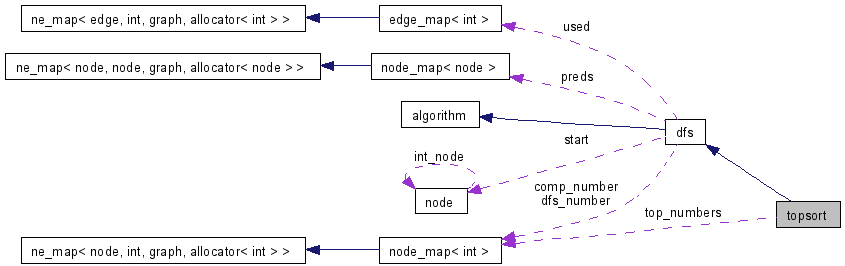 ne_map< edge, int, graph, allocator< int > >
edge_map< int >
used
ne_map< node, node, graph, allocator< node > >
node_map< node >
preds
algorithm
dfs
start
int_node
node
comp_number
dfs_number
top_numbers
topsort
ne_map< node, int, graph, allocator< int > >
node_map< int >